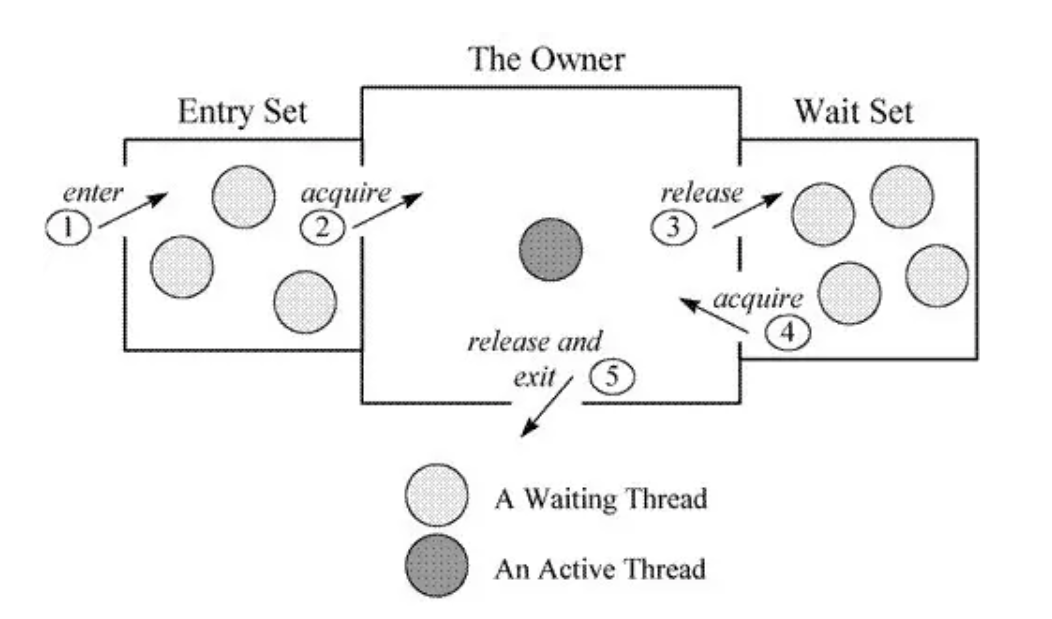 The Owner
Entry Set
Wait Set
enter
1
acquire
2
release
3
acquire
4
release and
exit
5
A Waiting Thread
An Active Thread